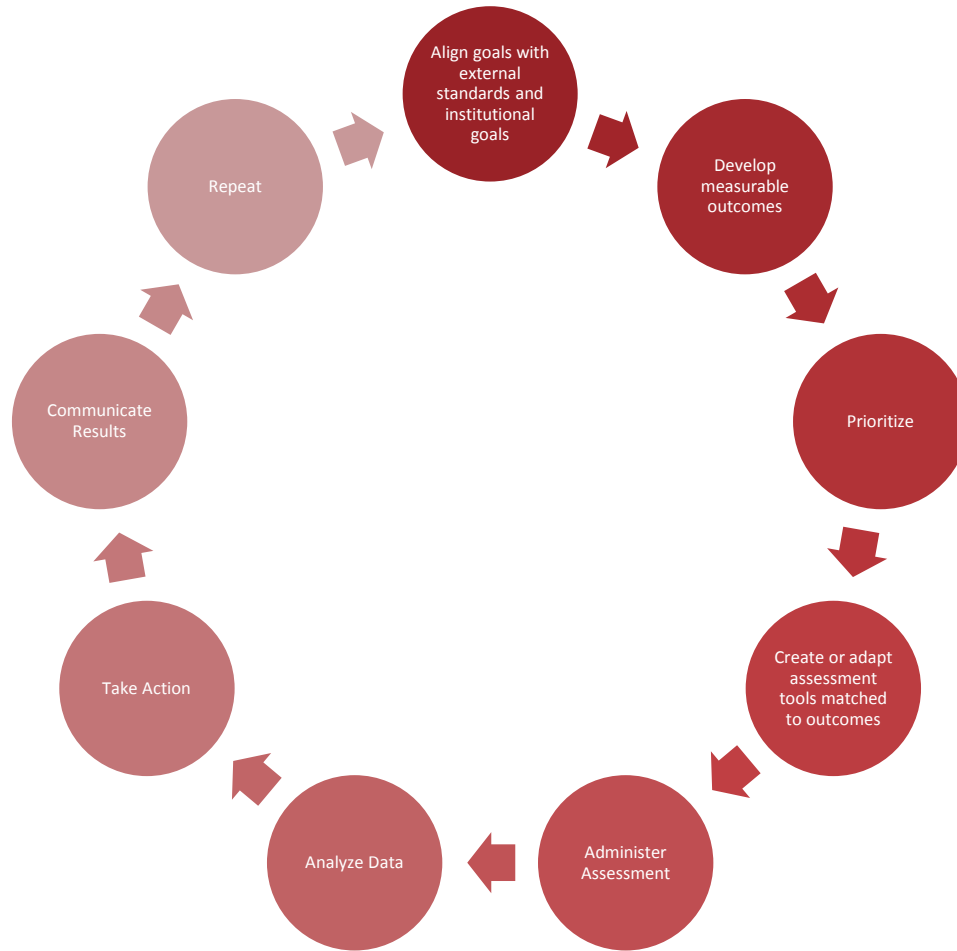 Align goals with
external
standards and
institutional
goals
Develop
measurable
outcomes
Prioritize
Create or adapt
assessment
tools matched
to outcomes
Administer
Assessment
Analyze Data
Take Action
Communicate
Results
Repeat